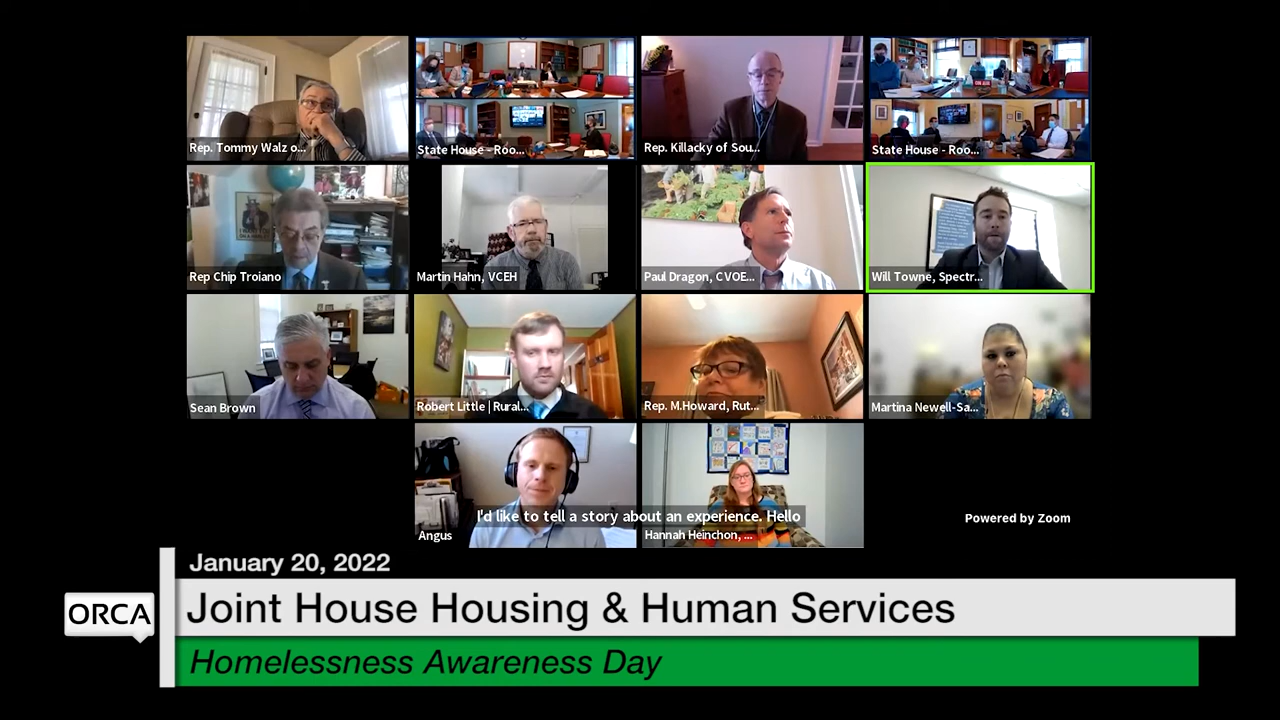 Rep. Tommy Walz o...
State House - Roo...
Rep. Killacky of Sou...
State House - Roo...
Rep Chip Troiano
Martin Hahn, VCEH
Paul Dragon, CVOE...
Will Towne, Spectr...
Sean Brown
Robert Little | Rural...
Rep. M.Howard, Rut...
Martina Newell-Sa...
I'd like to tell a story about an experience. Hello
Angus
Hannah Heinchon, ...
Powered by Zoom
January 20, 2022
ORCA
Joint House Housing & Human Services
Homelessness Awareness Day